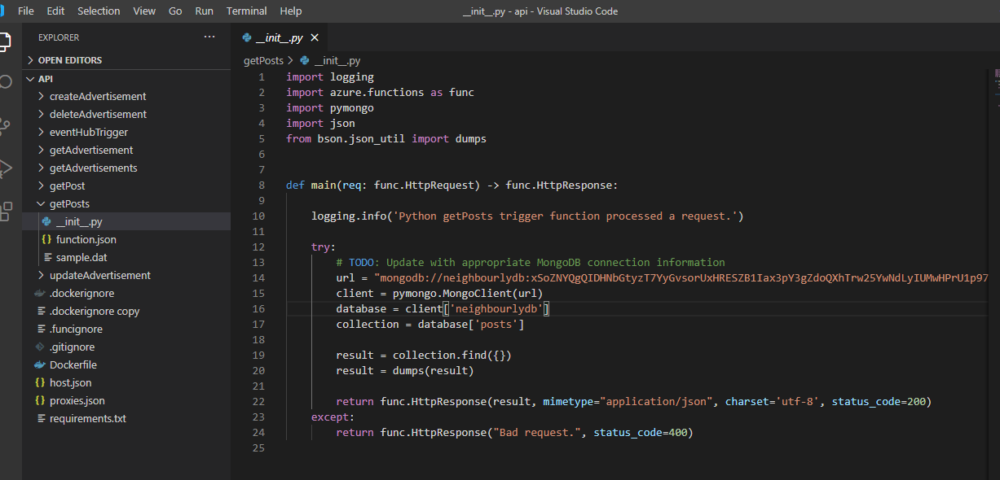 File Edit Selection View Go Run Terminal Help __init__.py - api - Visual Studio Code
EXPLORER ···
OPEN EDITORS
API
createAdvertisement
deleteAdvertisement
eventHubTrigger
getAdvertisement
getAdvertisements
getPost
getPosts
__init__.py
{} function.json
sample.dat
updateAdvertisement
.dockerignore
.dockerignore copy
.funcignore
.gitignore
Dockerfile
{} host.json
{} proxies.json
requirements.txt
__init__.py
getPosts > __init__.py
1 import logging
2 import azure.functions as func
3 import pymongo
4 import json
5 from bson.json_util import dumps
6
7
8 def main(req: func.HttpRequest) -> func.HttpResponse:
9
10 logging.info('Python getPosts trigger function processed a request.')
11
12 try:
13 # TODO: Update with appropriate MongoDB connection information
14 url = "mongodb://neighbourlydb:xSoZNYQgQIDHNbGtyzT7YyGvsorUxHRESZB1Iax3pY3gZdoQXhTrw25YwNdLyIUMwHPrU1p97
15 client = pymongo.MongoClient(url)
16 database = client['neighbourlydb']
17 collection = database['posts']
18
19 result = collection.find({})
20 result = dumps(result)
21
22 return func.HttpResponse(result, mimetype="application/json", charset='utf-8', status_code=200)
23 except:
24 return func.HttpResponse("Bad request.", status_code=400)
25